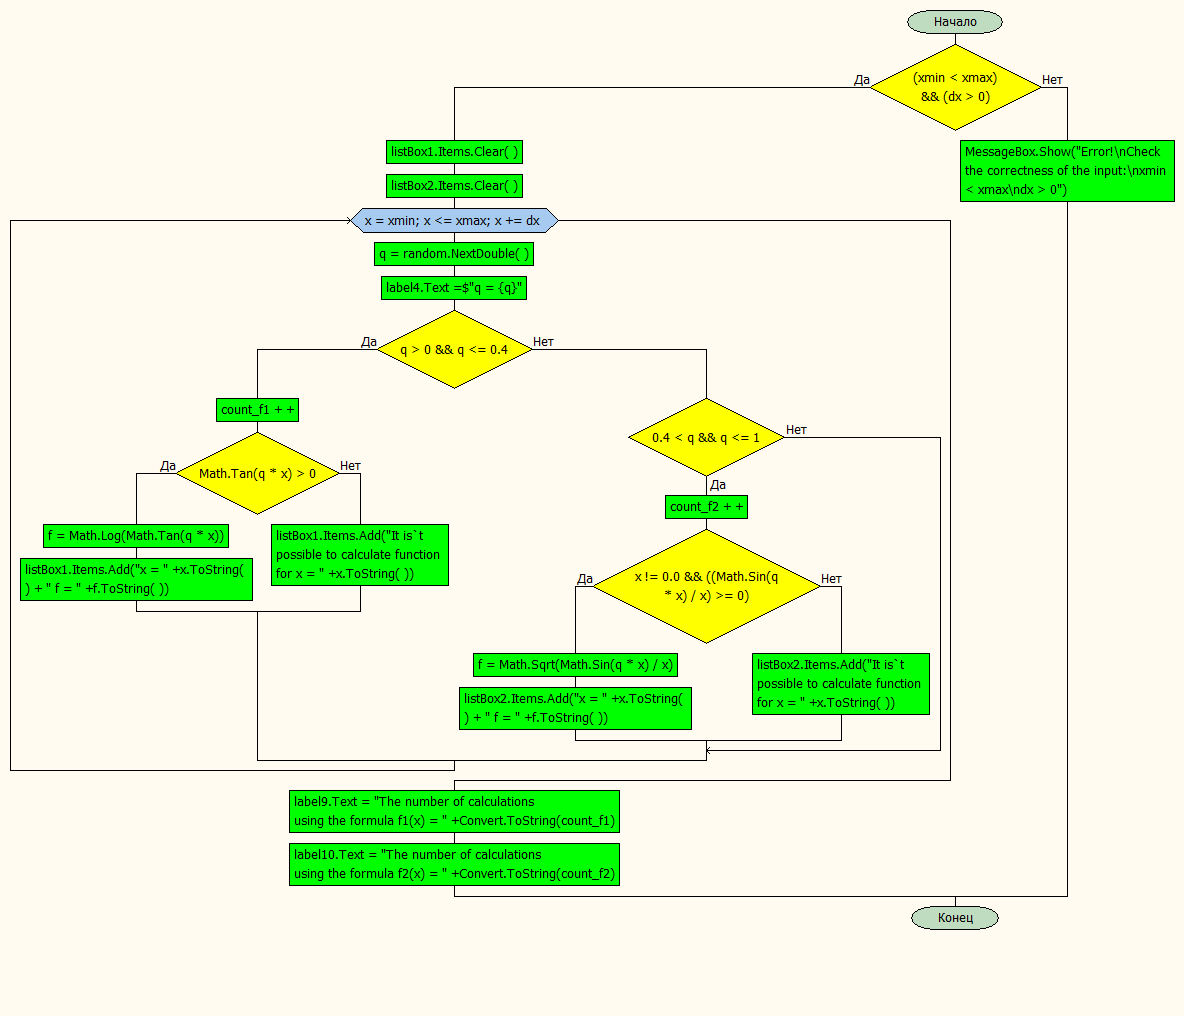 Начало
(xmin < xmax)
&& (dx > 0)
Да
Нет
listBox1.Items.Clear( )
MessageBox.Show("Error!\nCheck
the correctness of the input:\nxmin
< xmax\ndx > 0")
listBox2.Items.Clear( )
x = xmin; x <= xmax; x += dx
q = random.NextDouble( )
label4.Text =$"q = {q}"
q > 0 && q <= 0.4
Да
Нет
count_f1 + +
Math.Tan(q * x) > 0
Да
Нет
f = Math.Log(Math.Tan(q * x))
listBox1.Items.Add("x = " +x.ToString(
) + " f = " +f.ToString( ))
listBox1.Items.Add("It is`t
possible to calculate function
for x = " +x.ToString( ))
0.4 < q && q <= 1
Нет
Да
count_f2 + +
x != 0.0 && ((Math.Sin(q
* x) / x) >= 0)
Да
Нет
f = Math.Sqrt(Math.Sin(q * x) / x)
listBox2.Items.Add("x = " +x.ToString(
) + " f = " +f.ToString( ))
listBox2.Items.Add("It is`t
possible to calculate function
for x = " +x.ToString( ))
label9.Text = "The number of calculations
using the formula f1(x) = " +Convert.ToString(count_f1)
label10.Text = "The number of calculations
using the formula f2(x) = " +Convert.ToString(count_f2)
Конец